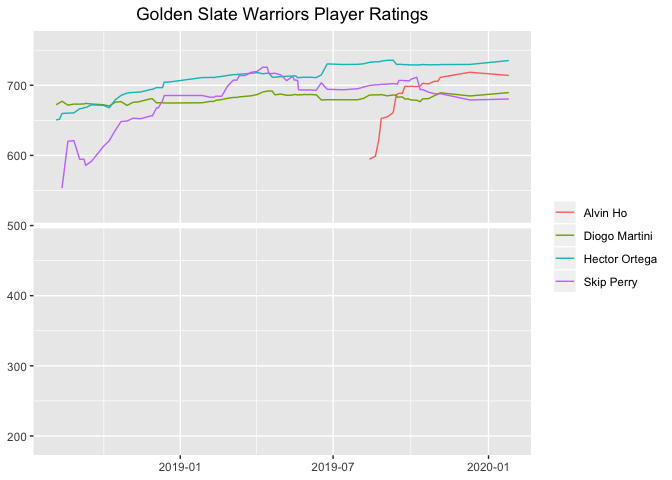 Golden Slate Warriors Player Ratings
700
600
500
400
300
200
2019-01
2019-07
2020-01
Alvin Ho
Diogo Martini
Hector Ortega
Skip Perry